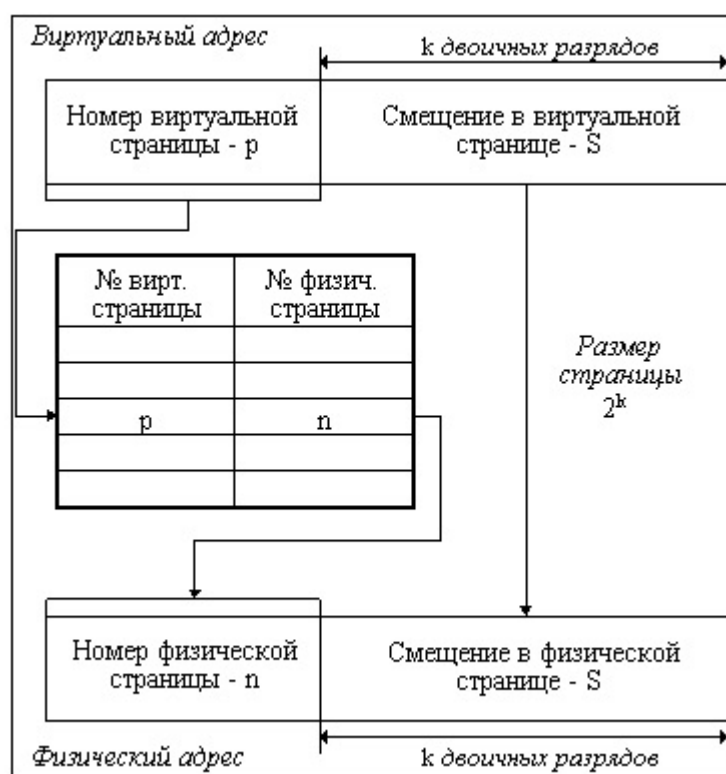 Виртуальный адрес
k двоичных разрядов
Номер виртуальной
страницы - p
Смещение в виртуальной
странице - S
№ вирт.
страницы
№ физич.
страницы
p
n
Размер
страницы
2ᵏ
Номер физической
страницы - n
Смещение в физической
странице - S
Физический адрес
k двоичных разрядов